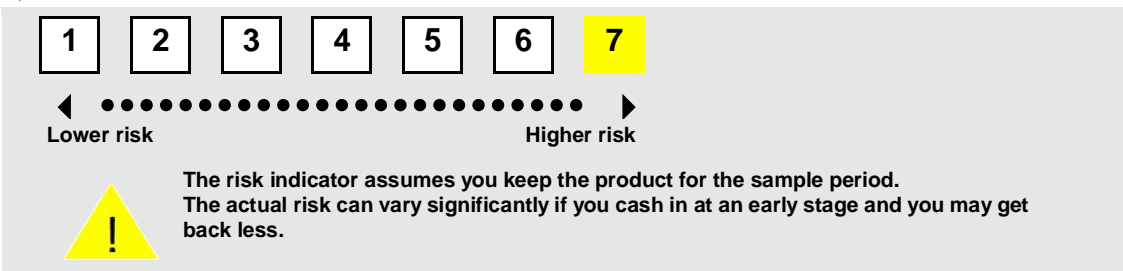 1 2 3 4 5 6 7
Lower risk Higher risk
The risk indicator assumes you keep the product for the sample period.
The actual risk can vary significantly if you cash in at an early stage and you may get
back less.
!